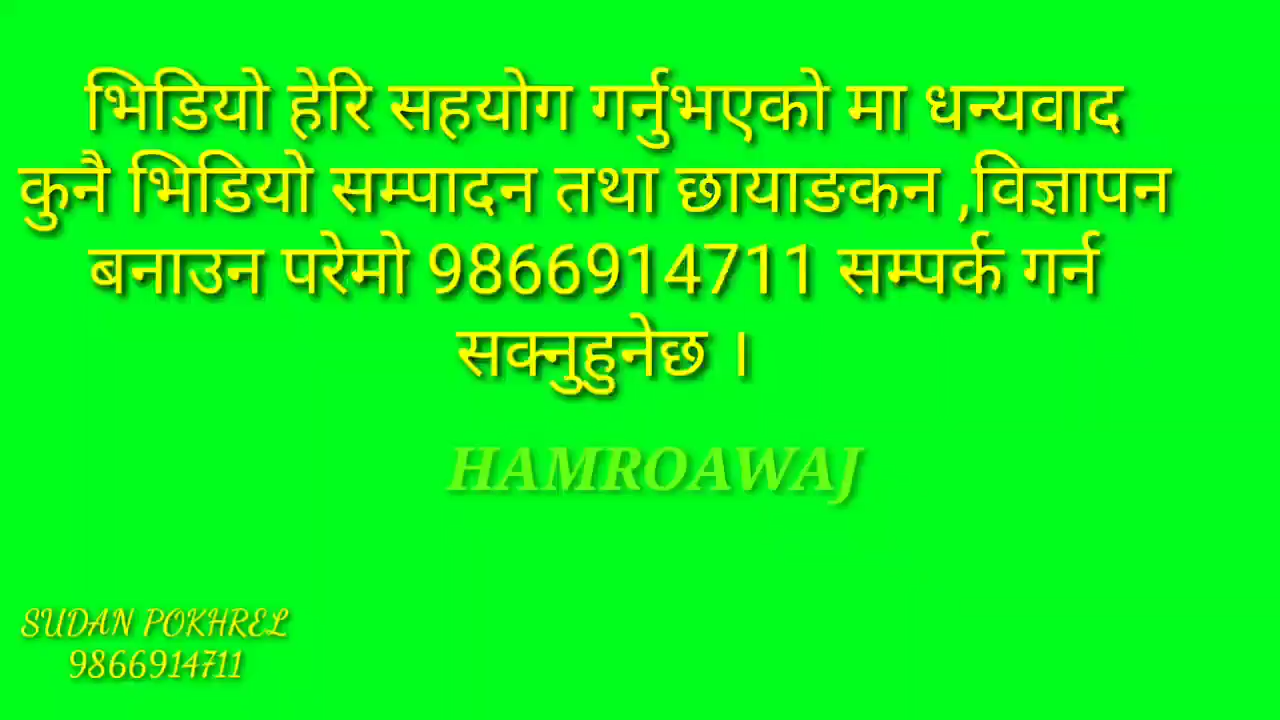 भिडियो हेरि सहयोग गर्नुभएको मा धन्यवाद
कुनै भिडियो सम्पादन तथा छायाङकन ,विज्ञापन
बनाउन परेमो 9866914711 सम्पर्क गर्न
सक्नुहुनेछ ।
HAMROAWAJ
SUDAN POKHREL
9866914711